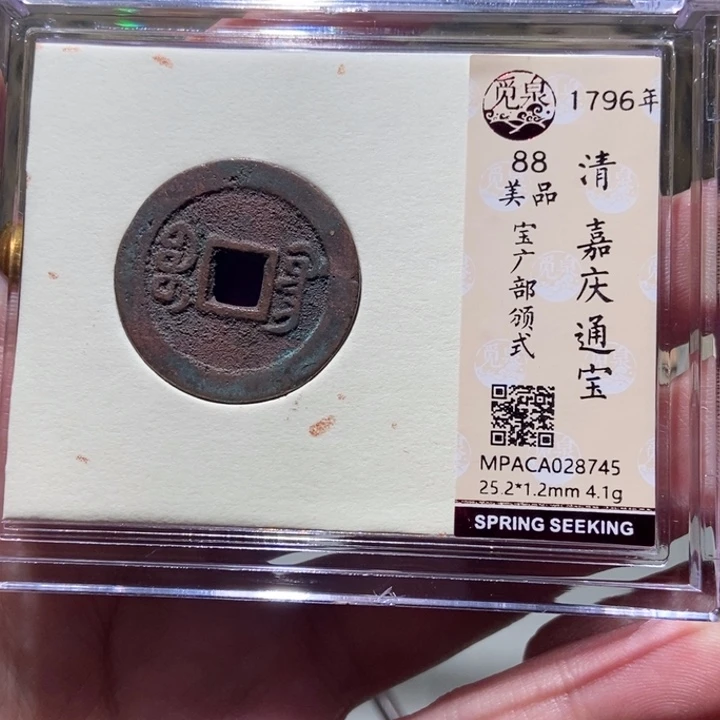 觅泉
1796年
清 嘉庆通宝
88
美品
宝广部颁式
MPACA028745
25.2*1.2mm 4.1g
SPRING SEEKING